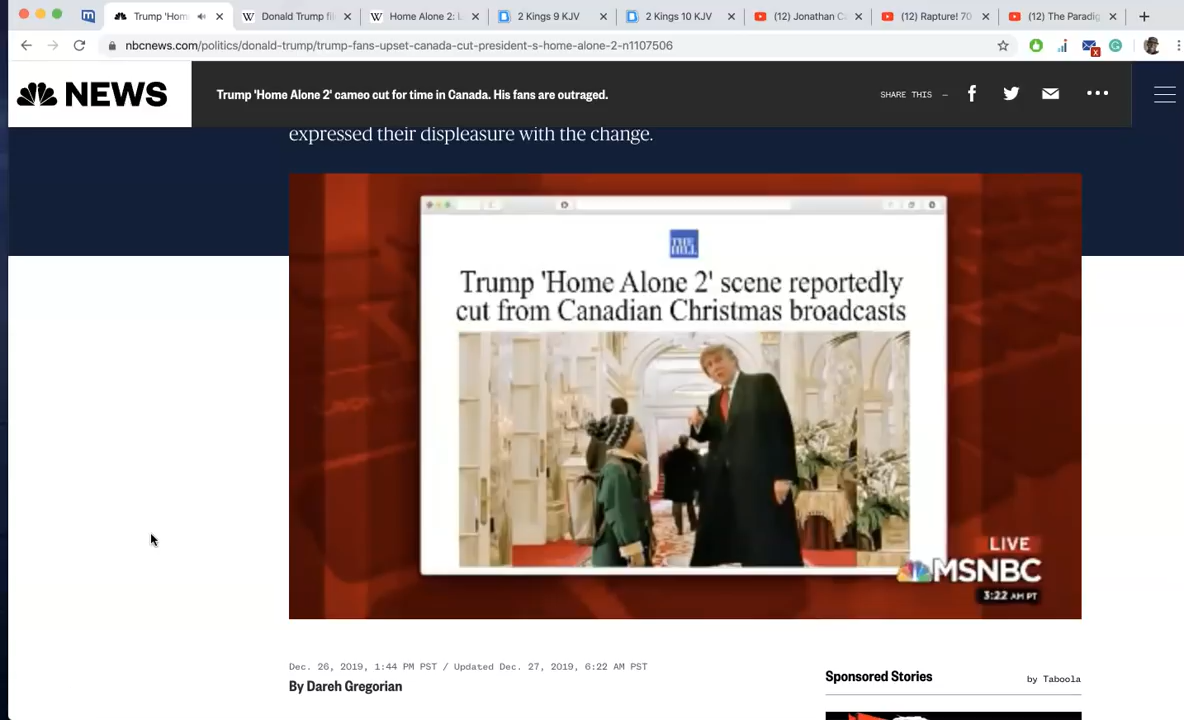 Trump 'Hom
Donald Trump fil
Home Alone 2: L
2 Kings 9 KJV
2 Kings 10 KJV
(12) Jonathan Ca
(12) Rapture! 70
(12) The Paradig
nbcnews.com/politics/donald-trump/trump-fans-upset-canada-cut-president-s-home-alone-2-n1107506
NEWS
Trump 'Home Alone 2' cameo cut for time in Canada. His fans are outraged.
SHARE THIS —
expressed their displeasure with the change.
THE HILL
Trump 'Home Alone 2' scene reportedly
cut from Canadian Christmas broadcasts
LIVE
MSNBC
3:22 AM PT
Dec. 26, 2019, 1:44 PM PST / Updated Dec. 27, 2019, 6:22 AM PST
By Dareh Gregorian
Sponsored Stories
by Taboola